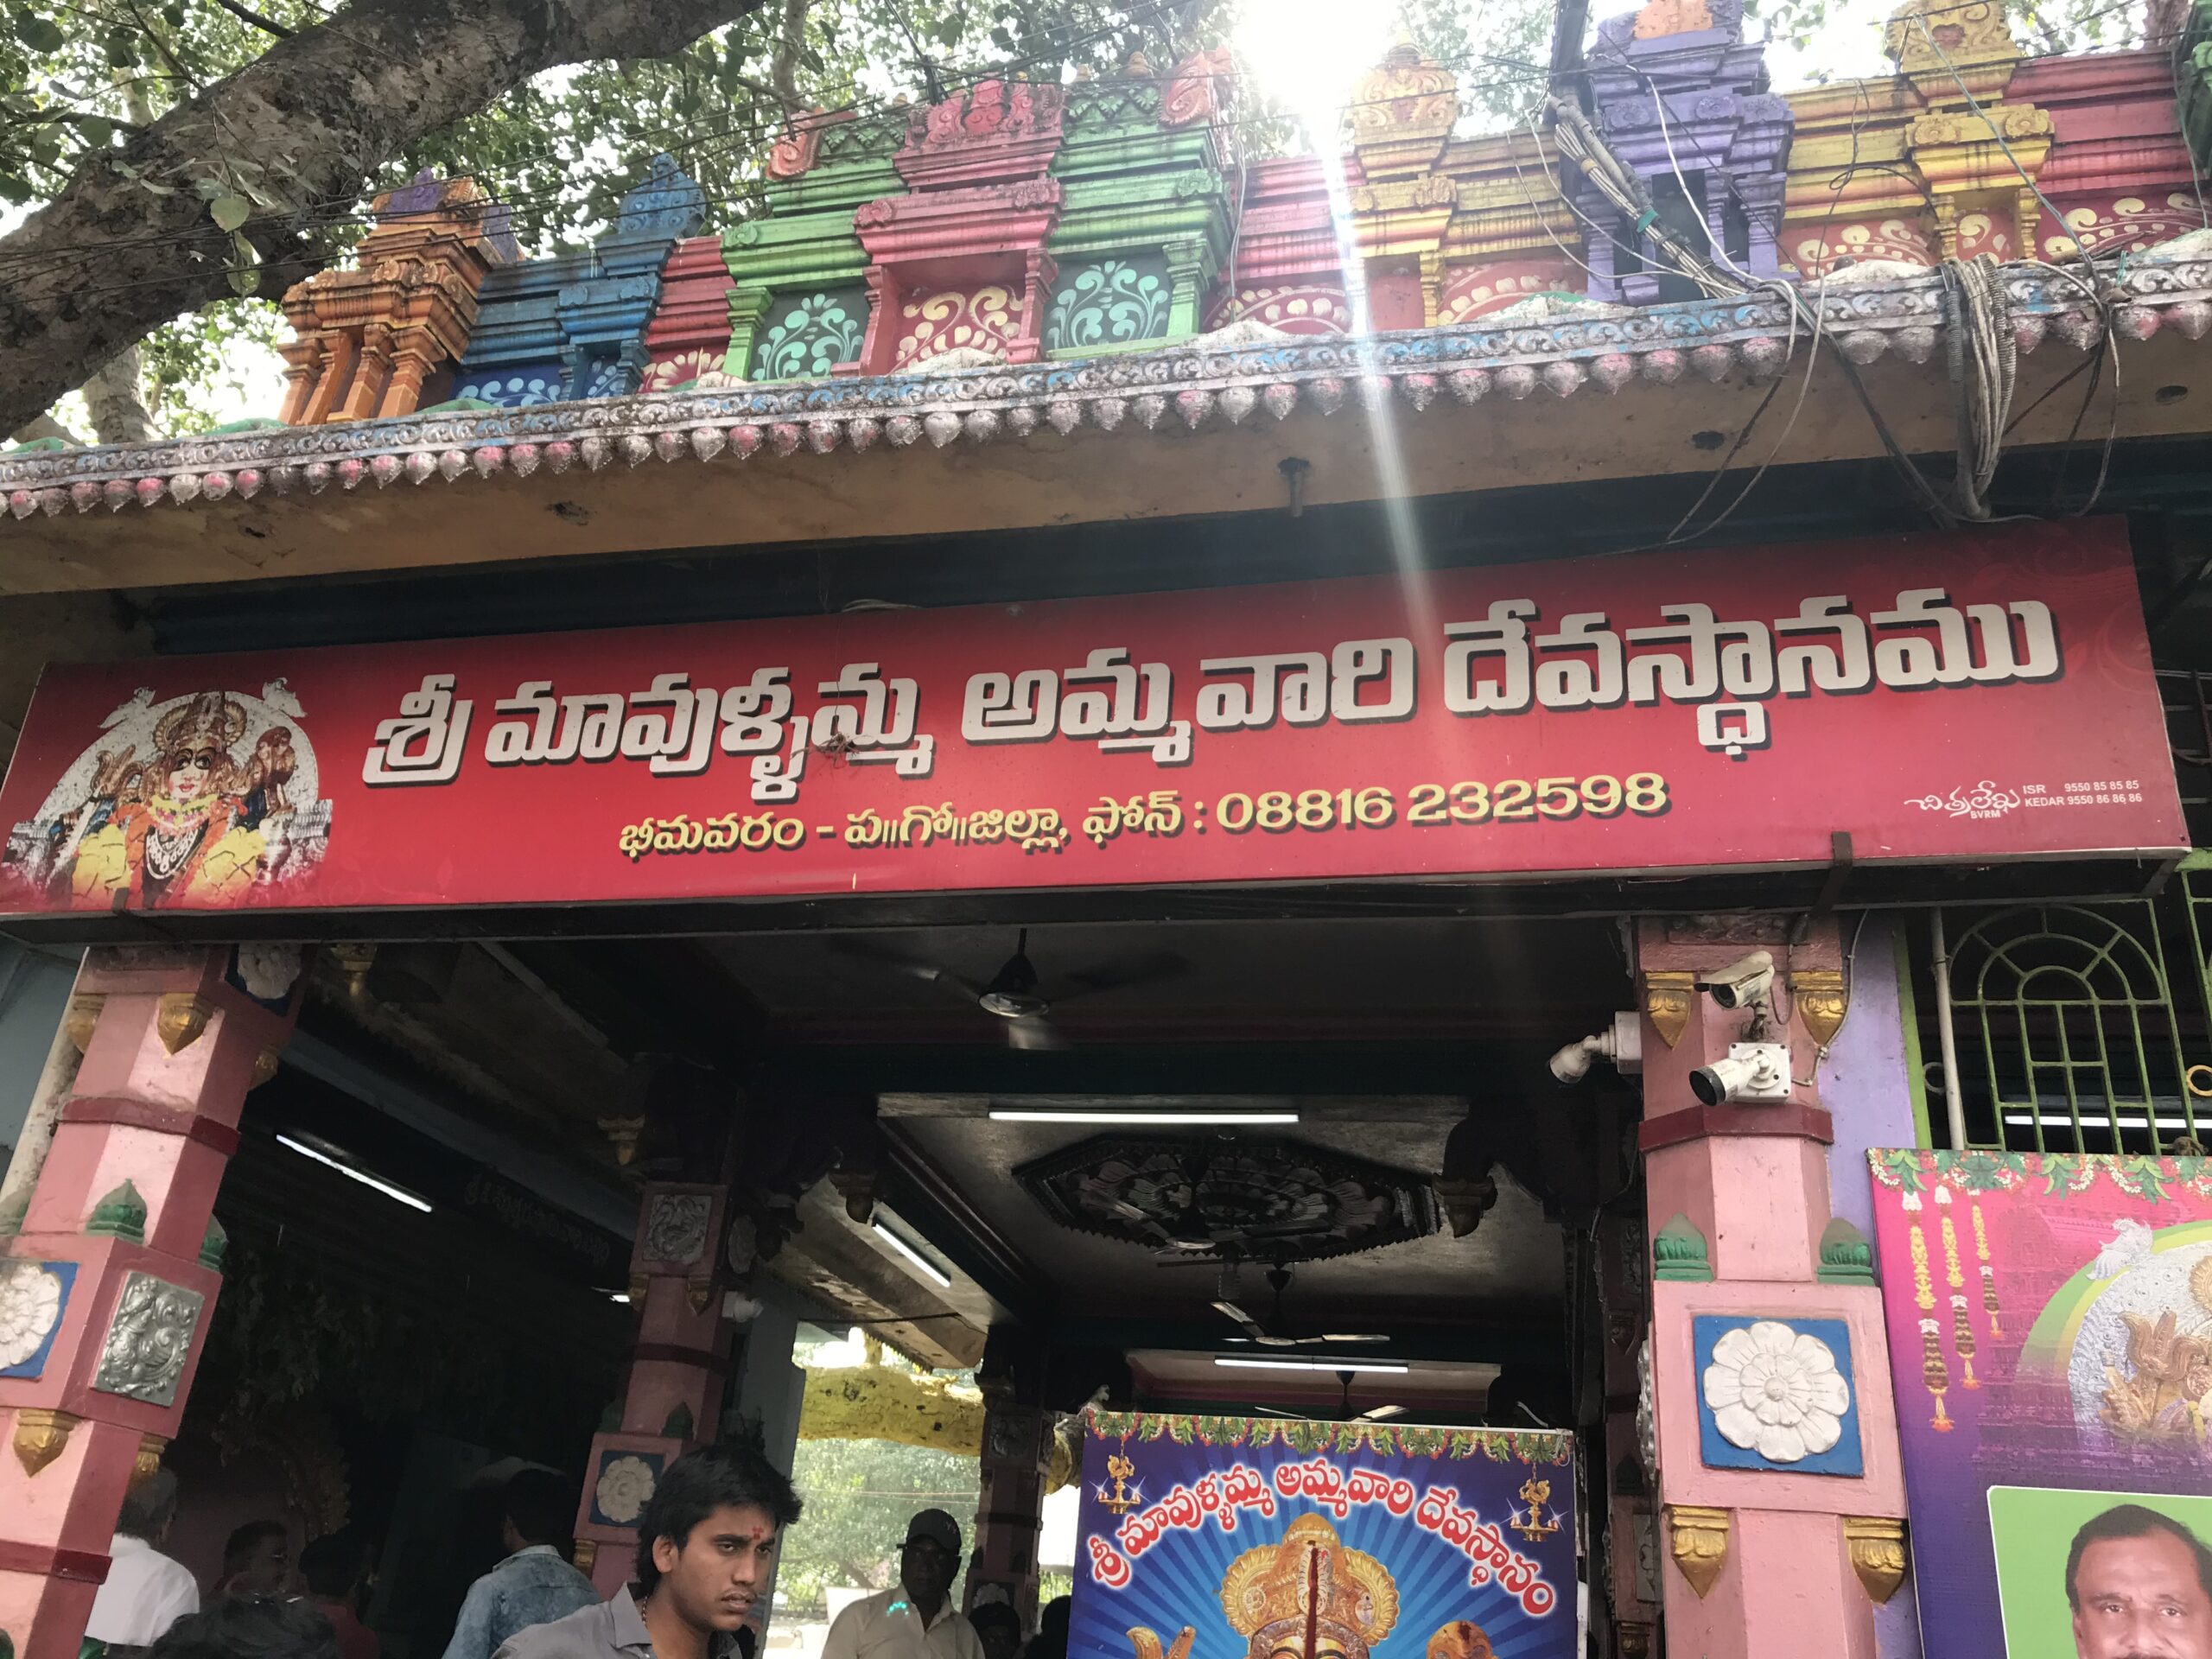 శ్రీ మావుళ్ళమ్మ అమ్మవారి దేవస్థానము
భీమవరం - ప॥గో॥జిల్లా, ఫోన్ : 08816 232598
చిత్రలేఖ
BVRM
ISR 9550 85 85 85
KEDAR 9550 86 86 86
శ్రీ మావుళ్ళమ్మ అమ్మవారి దేవస్థానం